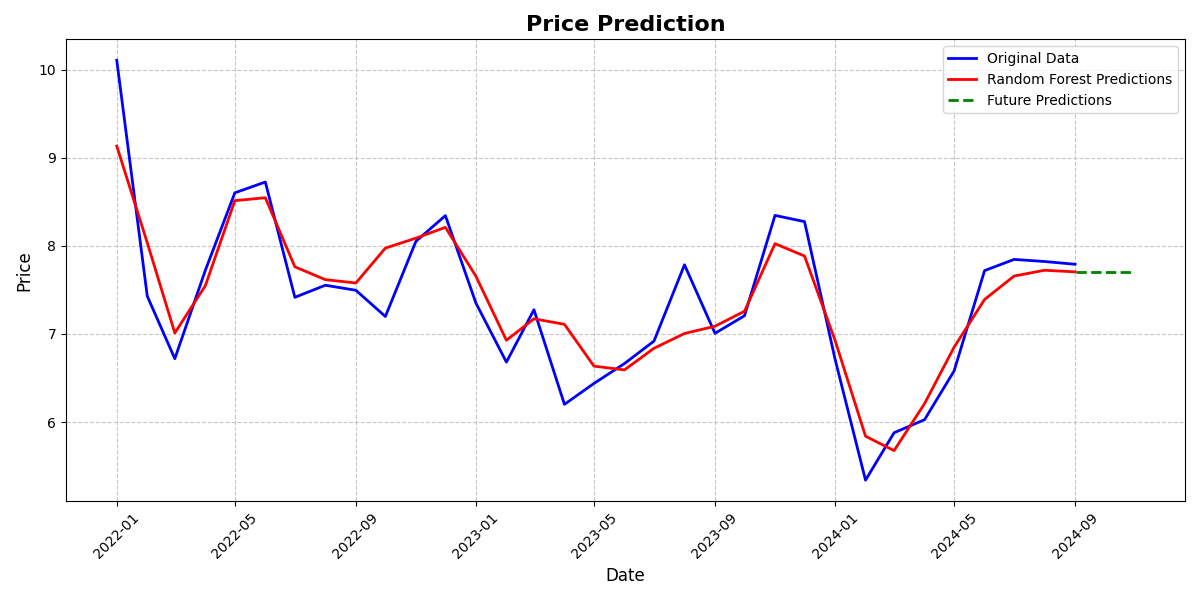 Price Prediction
Original Data
Random Forest Predictions
Future Predictions
Price
10
9
8
7
6
2022-01
2022-05
2022-09
2023-01
2023-05
2023-09
2024-01
2024-05
2024-09
Date